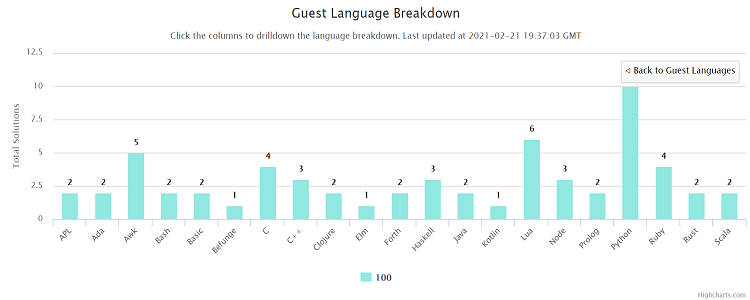 Guest Language Breakdown
Click the columns to drilldown the language breakdown. Last updated at 2021-02-21 19:37:03 GMT
12.5
◁ Back to Guest Languages
10
7.5
5
2.5
0
Total Solutions
2 2 5 2 2 1 4 3 2 1 2 3 2 1 6 3 2 4 2 2
APL Ada Awk Bash Basic Befunge C C++ Clojure Elm Forth Haskell Java Kotlin Lua Node Prolog Python Ruby Rust Scala
100
Highcharts.com